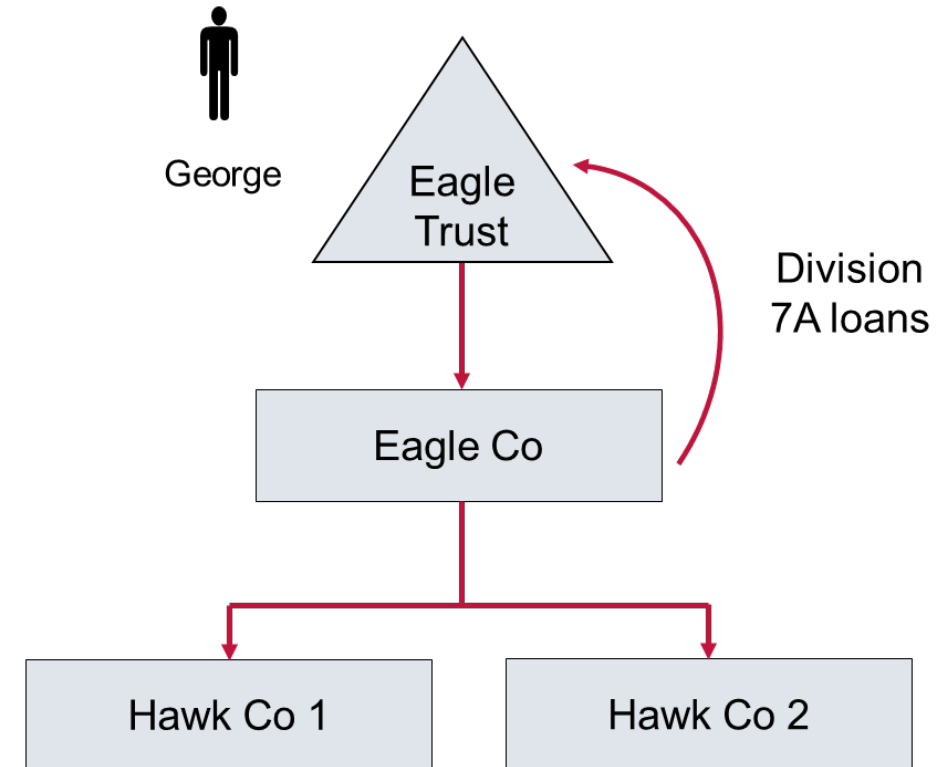 George
Eagle
Trust
Division
7A loans
Eagle Co
Hawk Co 1
Hawk Co 2